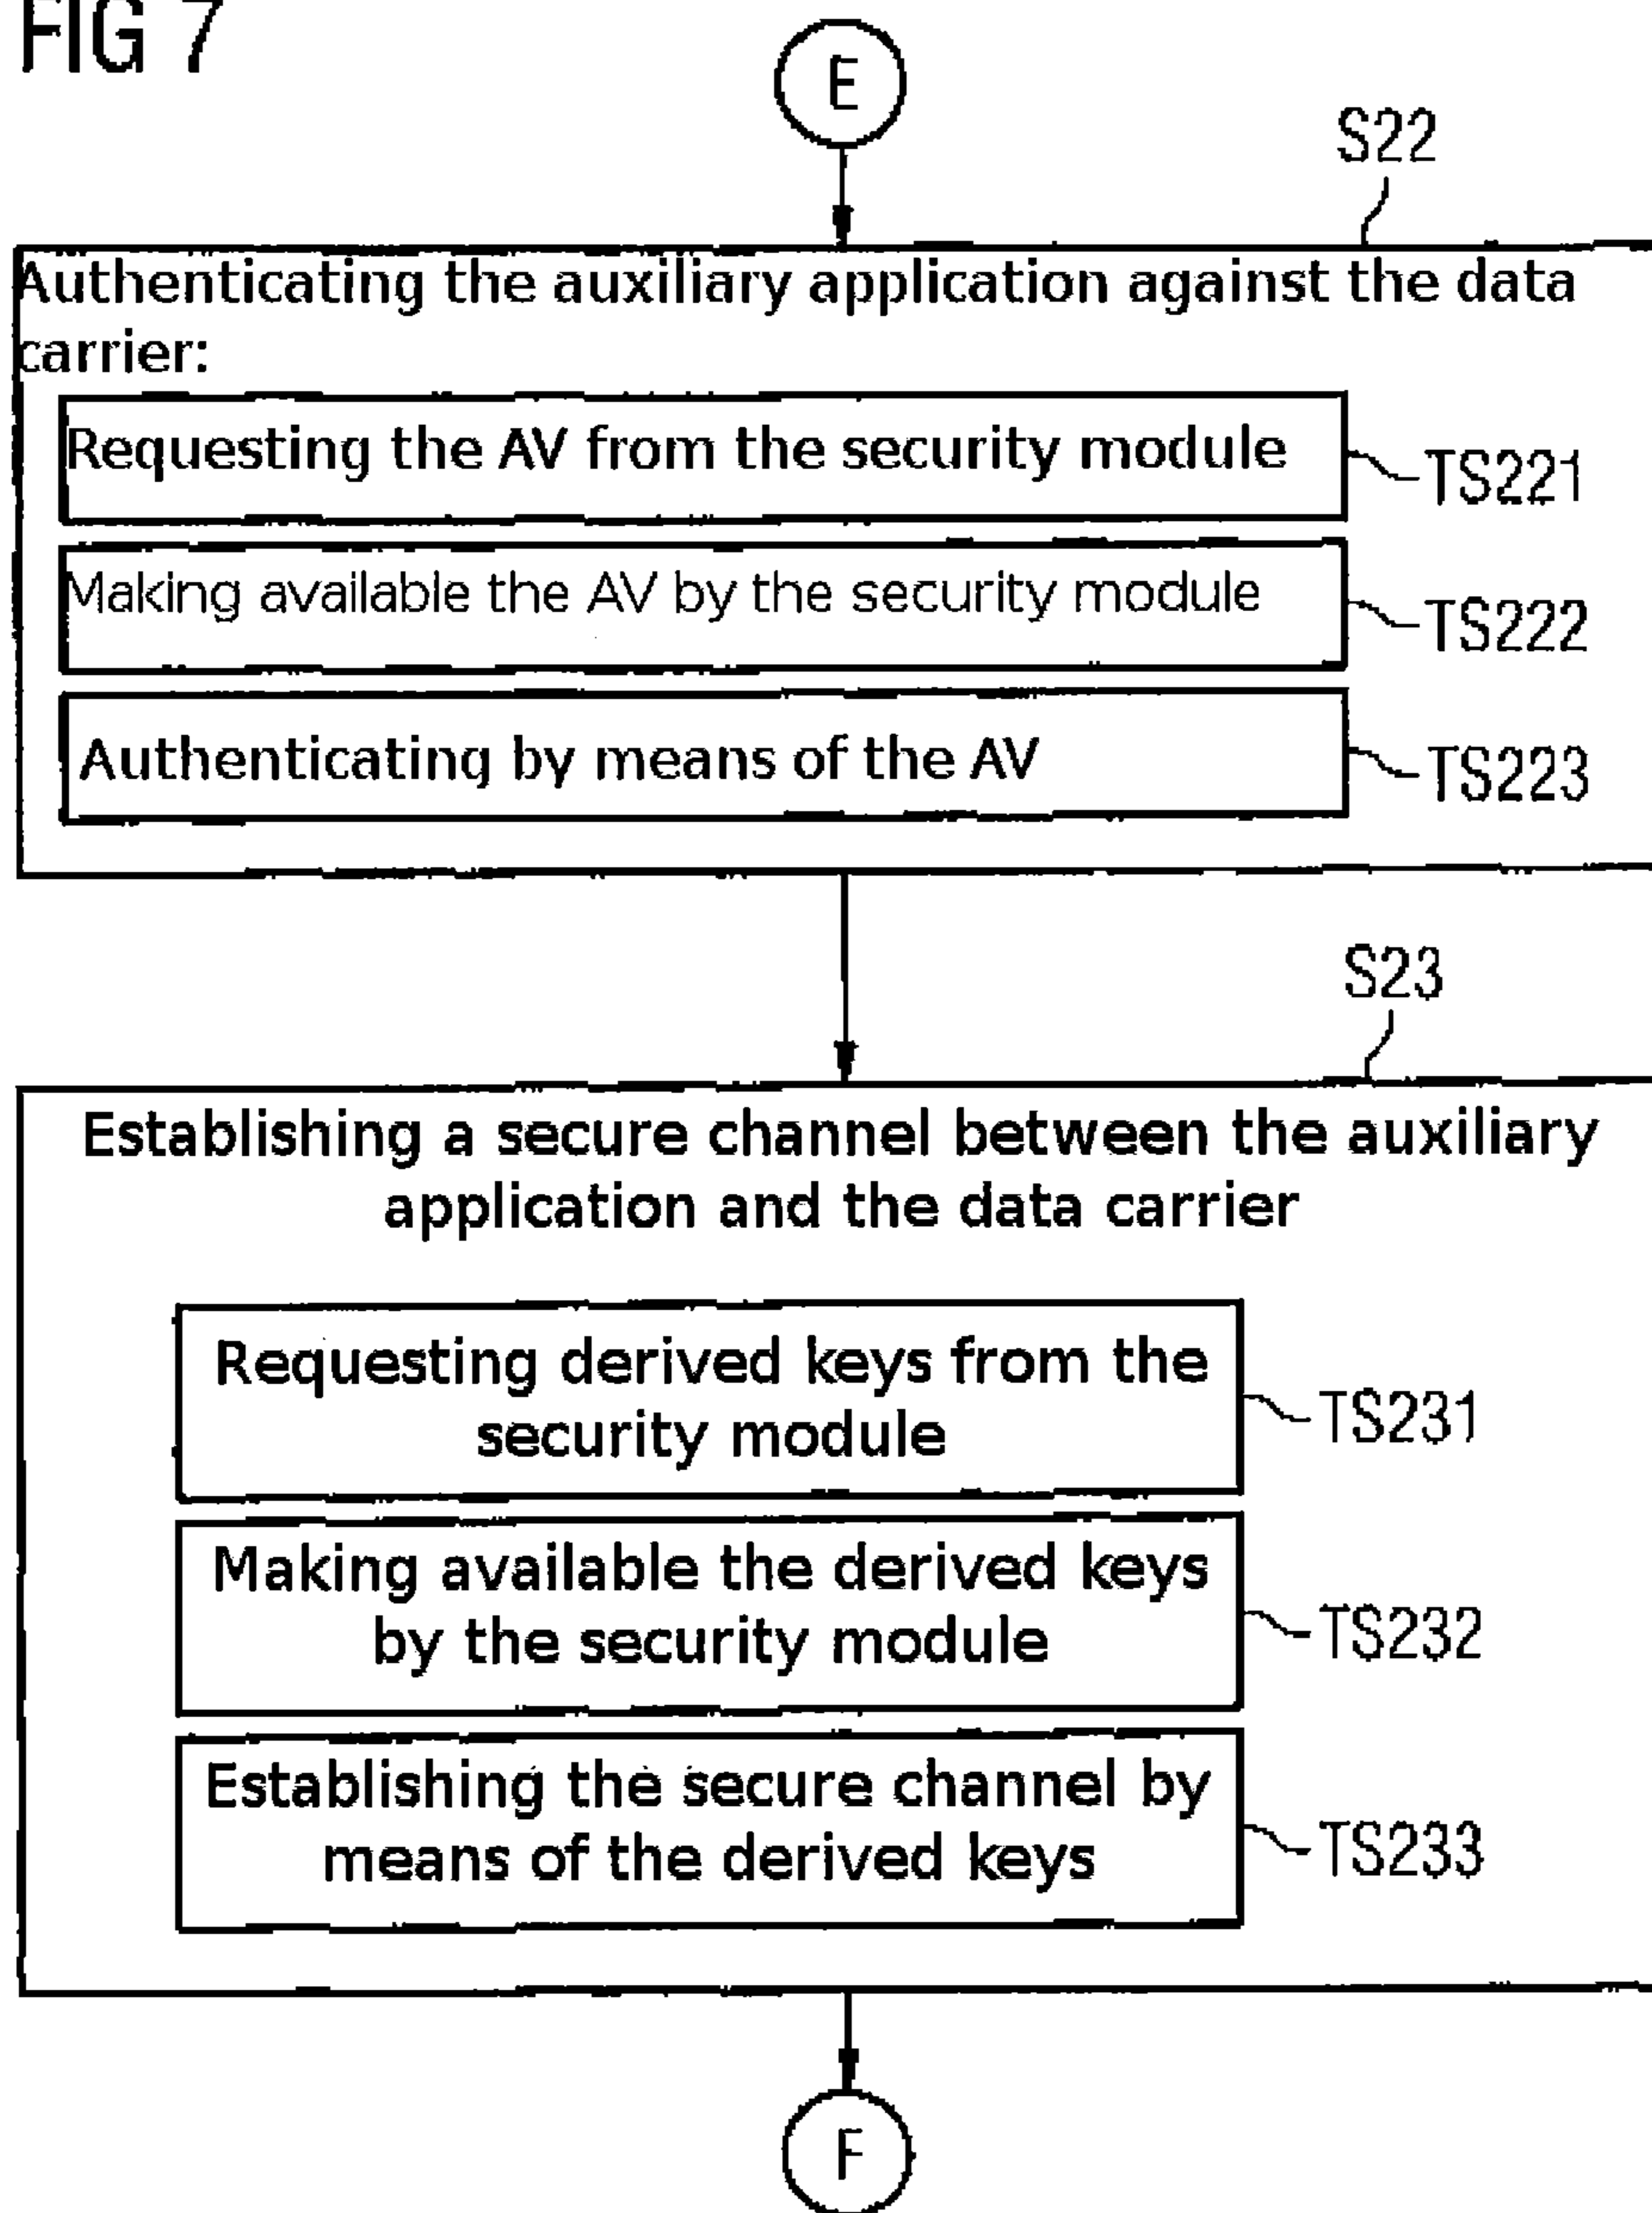 FIG 7
E
S22
Authenticating the auxiliary application against the data
carrier:
Requesting the AV from the security module
TS221
Making available the AV by the security module
TS222
Authenticating by means of the AV
TS223
S23
Establishing a secure channel between the auxiliary
application and the data carrier
Requesting derived keys from the
security module
TS231
Making available the derived keys
by the security module
TS232
Establishing the secure channel by
means of the derived keys
TS233
F